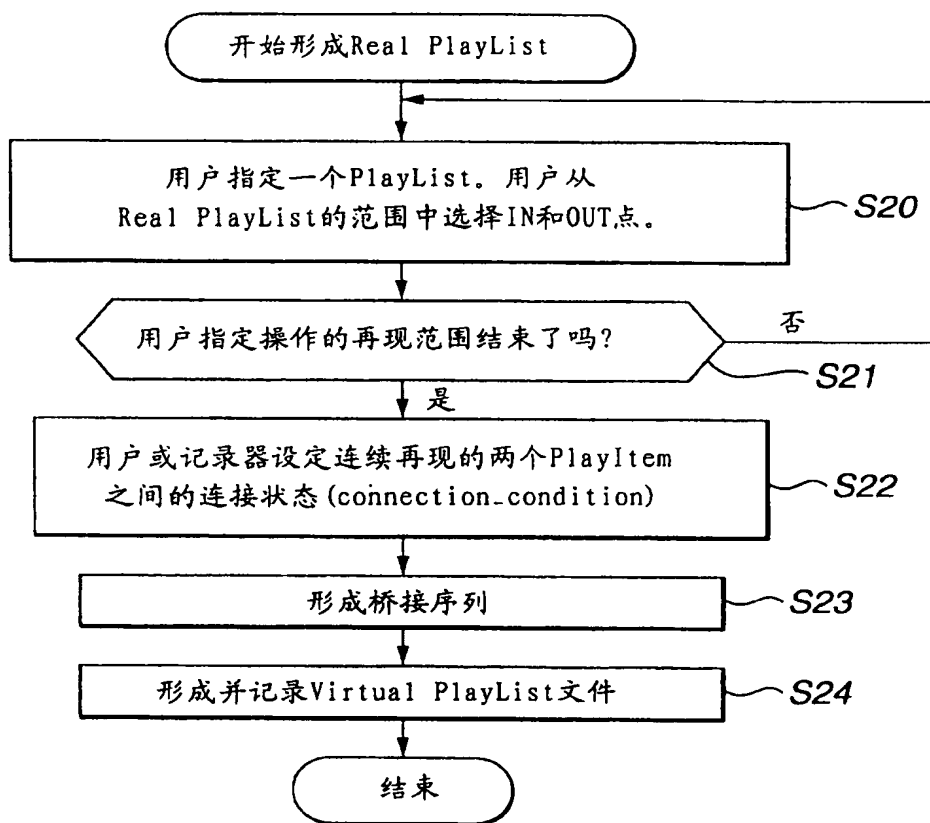 开始形成Real PlayList
用户指定一个PlayList。用户从
Real PlayList的范围中选择IN和OUT点。
S20
用户指定操作的再现范围结束了吗?
否
S21
是
用户或记录器设定连续再现的两个PlayItem
之间的连接状态(connection_condition)
S22
形成桥接序列
S23
形成并记录Virtual PlayList文件
S24
结束